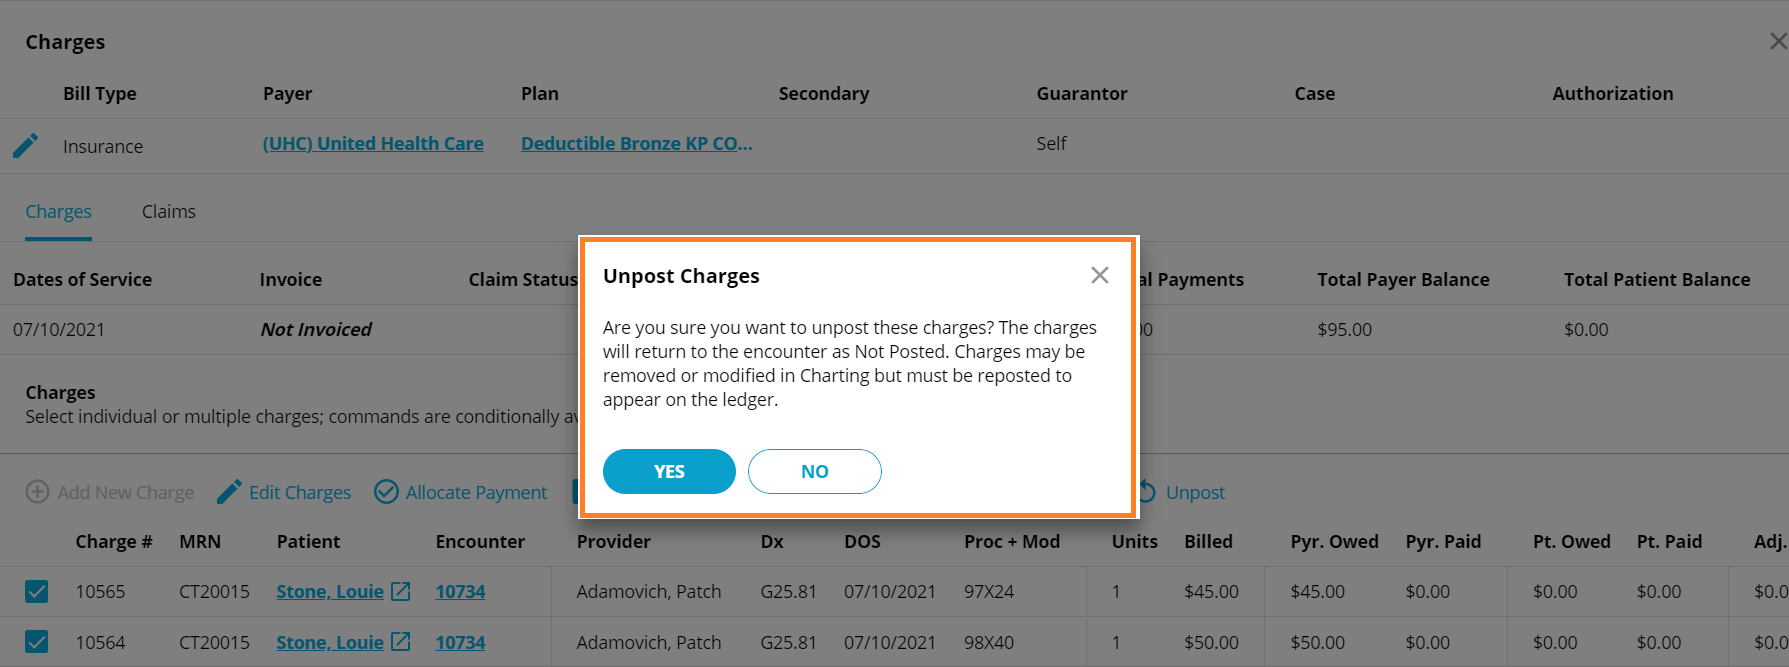 Charges
Bill Type Payer Plan Secondary Guarantor Case Authorization
Insurance (UHC) United Health Care Deductible Bronze KP CO... Self
Charges Claims
Dates of Service Invoice Claim Status Payments Total Payer Balance Total Patient Balance
07/10/2021 Not Invoiced $95.00 $0.00
Charges
Select individual or multiple charges; commands are conditionally
Unpost Charges
Are you sure you want to unpost these charges? The charges
will return to the encounter as Not Posted. Charges may be
removed or modified in Charting but must be reposted to
appear on the ledger.
YES NO
Add New Charge Edit Charges Allocate Payment Unpost
Charge # MRN Patient Encounter Provider Dx DOS Proc + Mod Units Billed Pyr. Owed Pyr. Paid Pt. Owed Pt. Paid Adj.
10565 CT20015 Stone, Louie 10734 Adamovich, Patch G25.81 07/10/2021 97X24 1 $45.00 $45.00 $0.00 $0.00 $0.00 $0.0
10564 CT20015 Stone, Louie 10734 Adamovich, Patch G25.81 07/10/2021 98X40 1 $50.00 $50.00 $0.00 $0.00 $0.00 $0.0